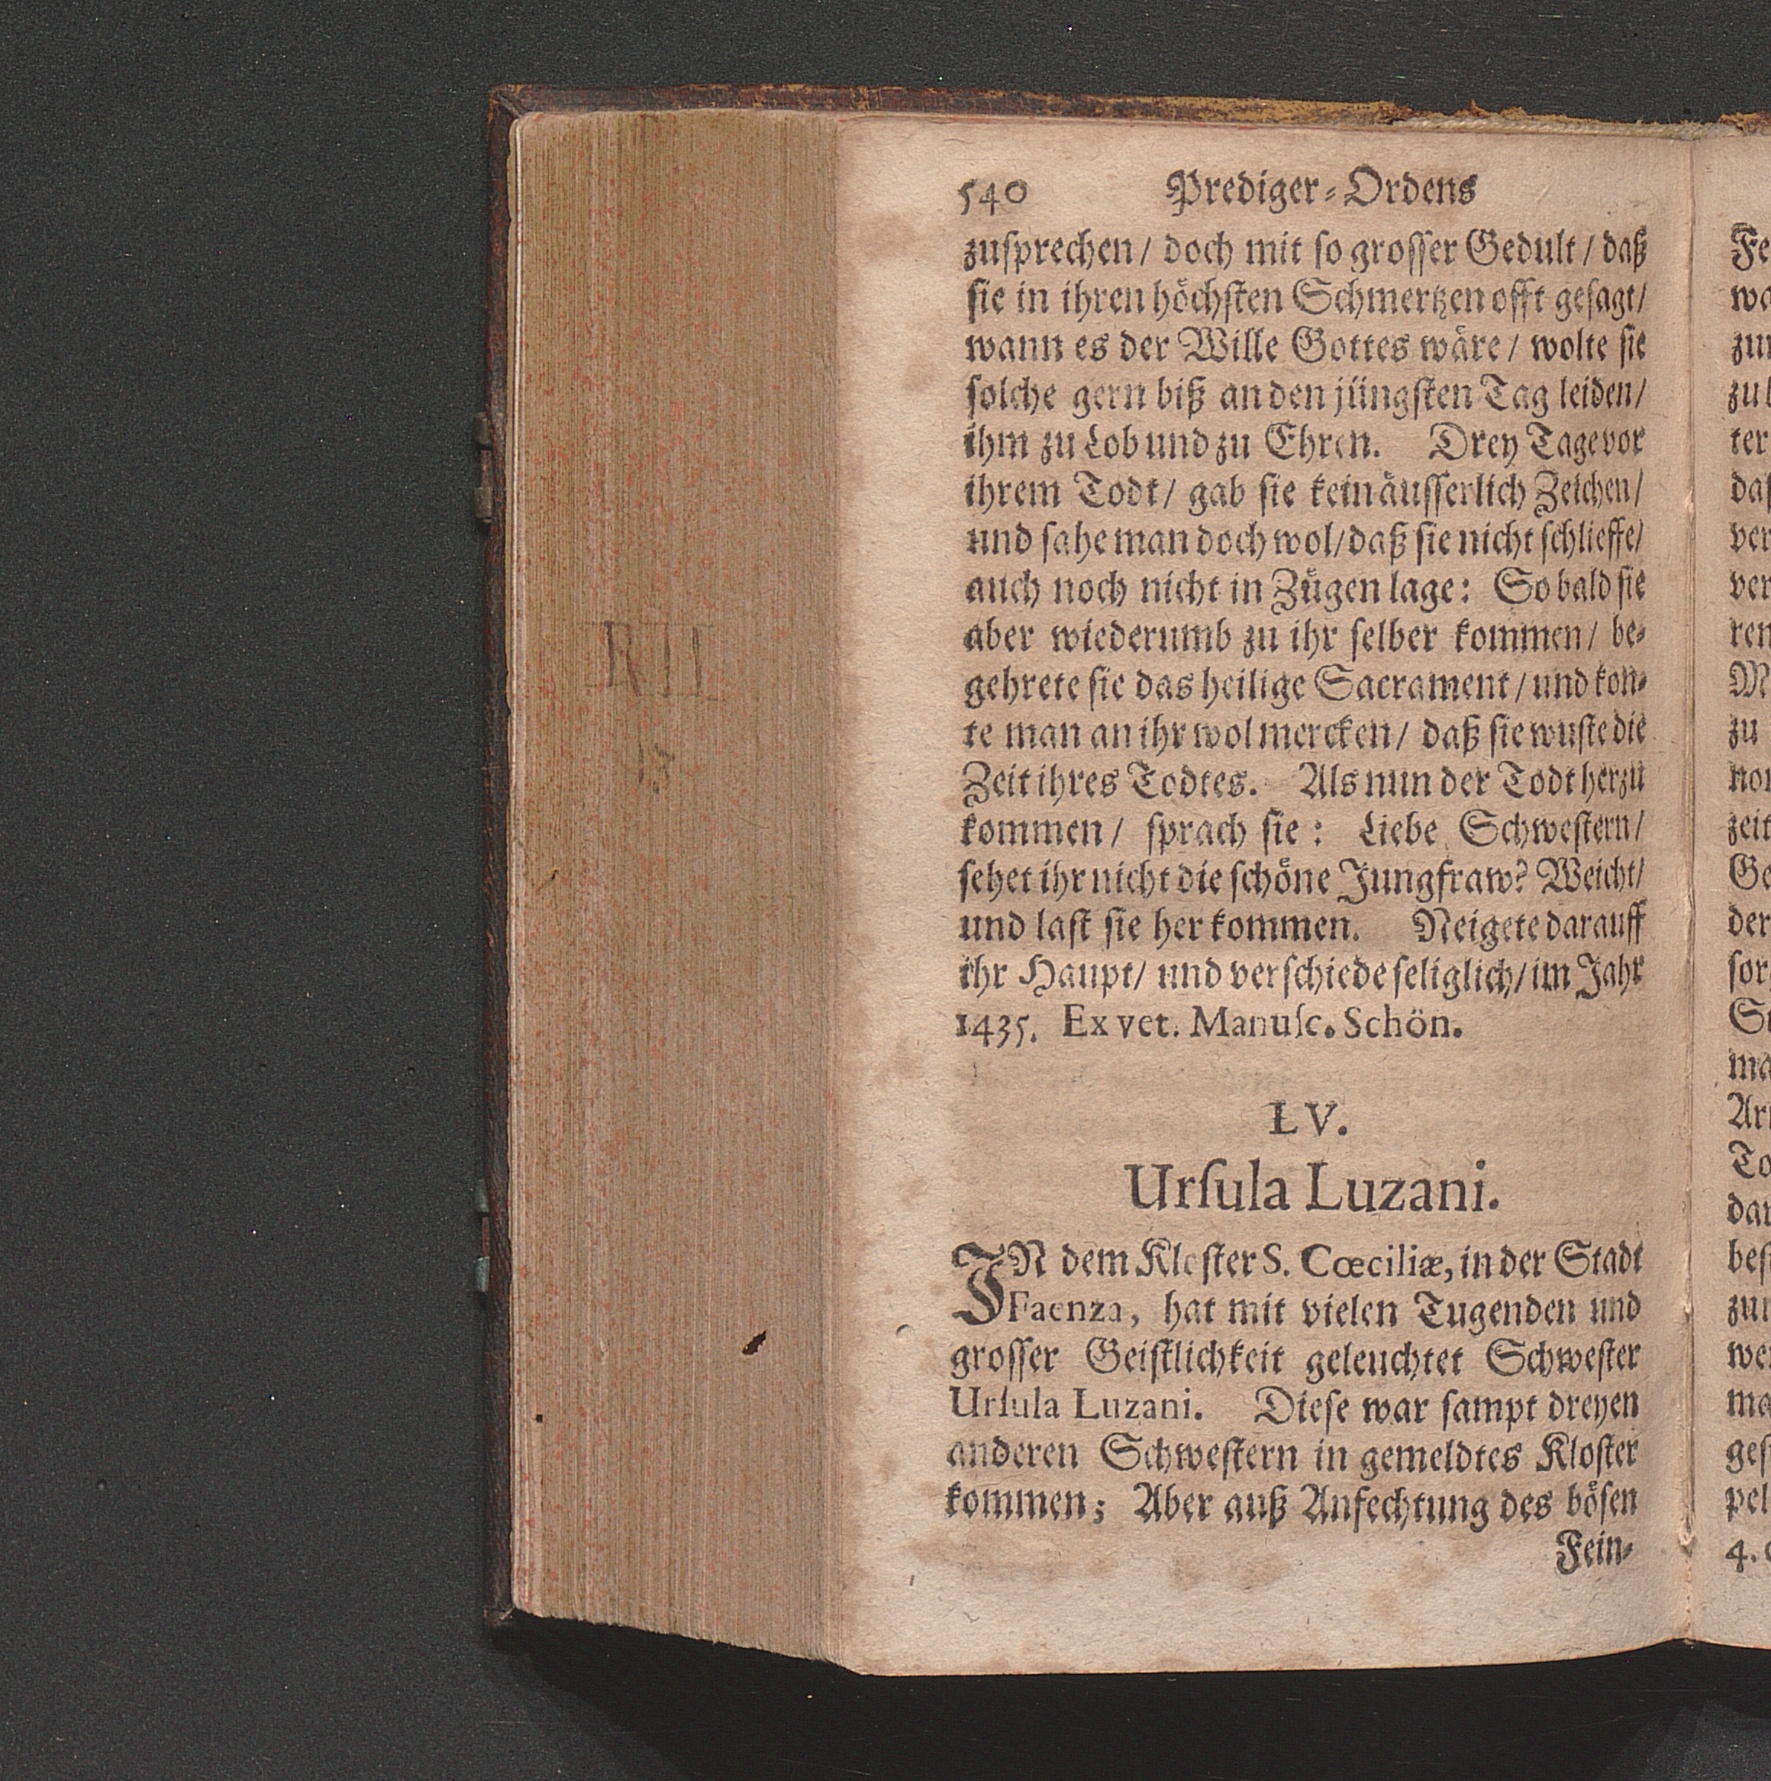 540 Prediger-Ordens
zusprechen/ doch mit so grosser Gedult/ daß
sie in ihren höchsten Schmertzen offt gesagt/
wann es der Wille Gottes wäre/ wolte sie
solche gern biß an den jüngsten Tag leiden/
ihm zu Lob und zu Ehren. Drey Tage vor
ihrem Todt/ gab sie kein äusserlich Zeichen/
und sahe man doch wol/ daß sie nicht schlieffe/
auch noch nicht in Zügen lage: So bald sie
aber wiederumb zu ihr selber kommen/ be-
gehrete sie das heilige Sacrament/ und kon-
te man an ihr wol mercken/ daß sie wuste die
Zeit ihres Todtes. Als nun der Todt herzu
kommen/ sprach sie: Liebe Schwestern/
sehet ihr nicht die schöne Jungfraw? Weicht/
und last sie her kommen. Neigete darauff
ihr Haupt/ und verschiede seliglich/ im Jahr
1435. Ex vet. Manusc. Schön.
LV.
Ursula Luzani.
IN dem Kloster S. Cœciliæ, in der Stadt
Faenza, hat mit vielen Tugenden und
grosser Geistlichkeit geleuchtet Schwester
Ursula Luzani. Diese war sampt dreyen
anderen Schwestern in gemeldtes Kloster
kommen; Aber auß Anfechtung des bösen
Fein-